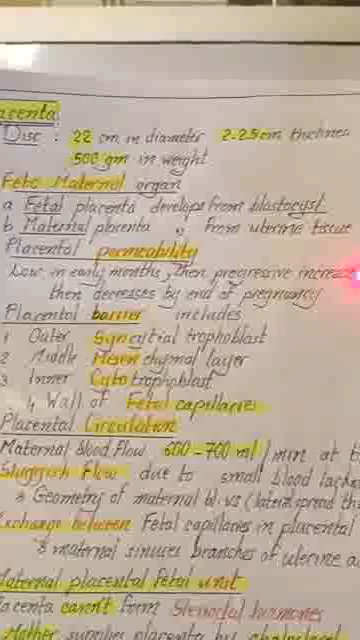 Placenta
Disc : 22 cm in diameter 2-2.5 cm thickness
500 gm in weight
Feto Maternal organ
a Fetal placenta develops from blastocyst
b Maternal placenta " from uterine tissue
Placental permeability
Low in early months, then progressive increase
then decreases by end of pregnancy
Placental barrier includes
1 Outer Syncytial trophoblast
2 Middle Mesenchymal layer
3 Inner Cytotrophoblast
4 Wall of Fetal capillaries
Placental Circulation
Maternal blood flow 600-700 ml/min at
Sluggish Flow due to small blood
Geometry of maternal bl. vs (lateral spread
Exchange between Fetal capillaries in placental
& maternal sinuses branches of uterine
Maternal placental fetal unit
Placenta can't form Steroidal hormones
Mother supplies placenta by